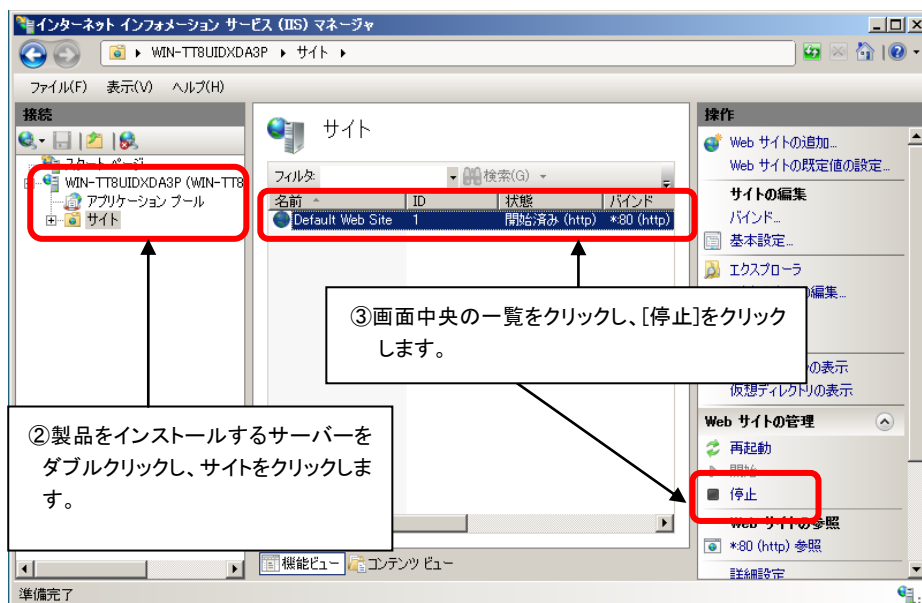 インターネット インフォメーション サービス (IIS) マネージャ
WIN-TT8UIDXDA3P ▸ サイト ▸
ファイル(F) 表示(V) ヘルプ(H)
接続
スタート ページ
WIN-TT8UIDXDA3P (WIN-TT8
アプリケーション プール
サイト
サイト
フィルタ: 検索(G)
名前 ID 状態 バインド
Default Web Site 1 開始済み (http) *:80 (http)
③画面中央の一覧をクリックし、[停止]をクリック
します。
②製品をインストールするサーバーを
ダブルクリックし、サイトをクリックしま
す。
機能ビュー コンテンツ ビュー
操作
Web サイトの追加...
Web サイトの既定値の設定...
サイトの編集
バインド...
基本設定...
エクスプローラ
の編集...
の表示
仮想ディレクトリの表示
Web サイトの管理
再起動
開始
停止
Web サイトの参照
*:80 (http) 参照
詳細設定
準備完了